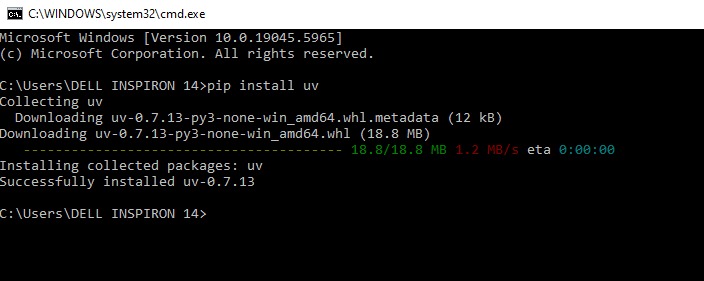 C:\WINDOWS\system32\cmd.exe
Microsoft Windows [Version 10.0.19045.5965]
(c) Microsoft Corporation. All rights reserved.
C:\Users\DELL INSPIRON 14>pip install uv
Collecting uv
  Downloading uv-0.7.13-py3-none-win_amd64.whl.metadata (12 kB)
Downloading uv-0.7.13-py3-none-win_amd64.whl (18.8 MB)
   ---------------------------------------- 18.8/18.8 MB 1.2 MB/s eta 0:00:00
Installing collected packages: uv
Successfully installed uv-0.7.13
C:\Users\DELL INSPIRON 14>